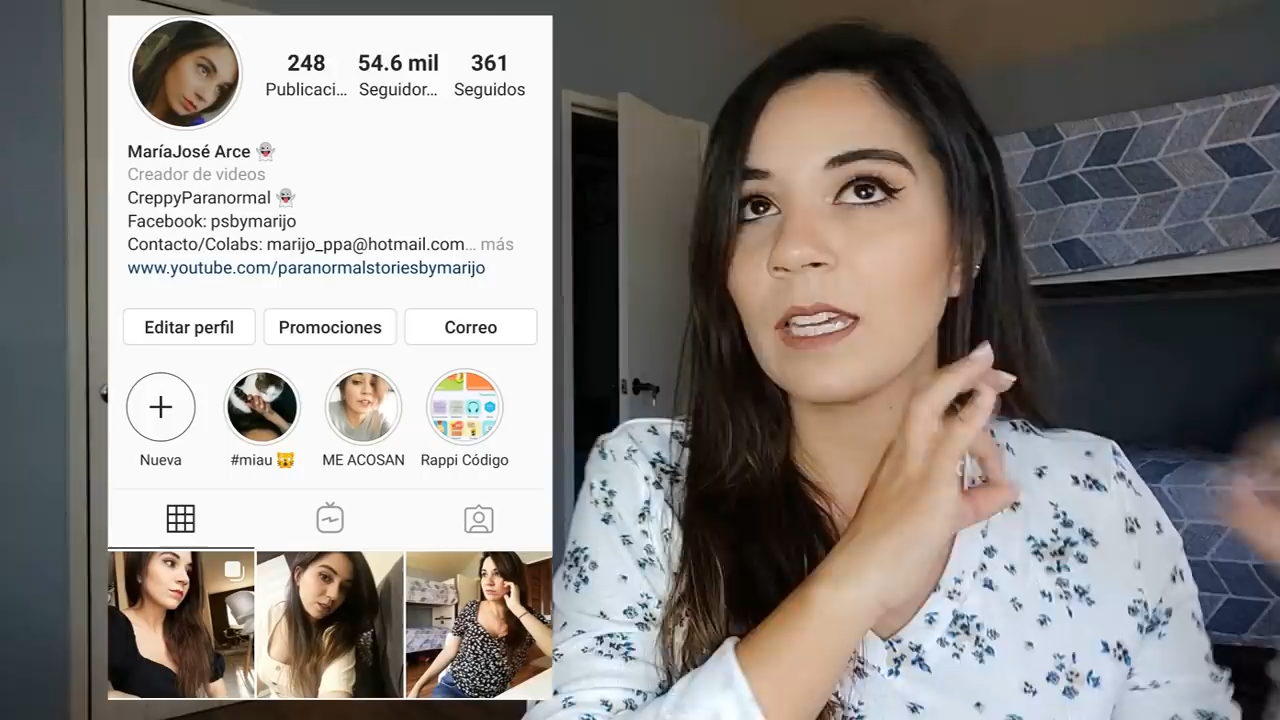 248 54.6 mil 361
Publicaci... Seguidor... Seguidos
MaríaJosé Arce 👻
Creador de videos
CreppyParanormal 👻
Facebook: psbymarijo
Contacto/Colabs: marijo_ppa@hotmail.com... más
www.youtube.com/paranormalstoriesbymarijo
Editar perfil Promociones Correo
Nueva #miau 🐱 ME ACOSAN Rappi Código